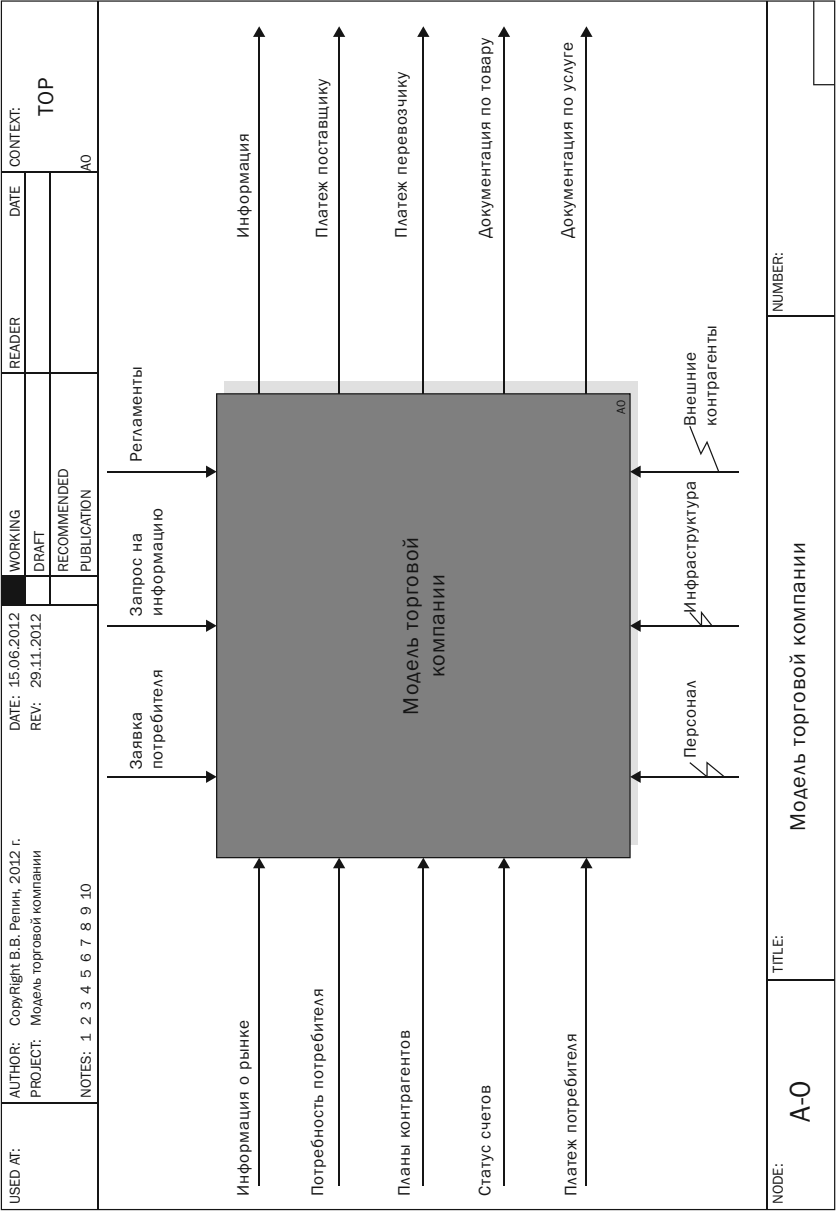 USED AT:
AUTHOR: CopyRight В.В. Репин, 2012 г.
PROJECT: Модель торговой компании
NOTES: 1 2 3 4 5 6 7 8 9 10
DATE: 15.06.2012
REV: 29.11.2012
WORKING
DRAFT
RECOMMENDED
PUBLICATION
READER
DATE
CONTEXT:
TOP
A0
Заявка
потребителя
Запрос на
информацию
Регламенты
Информация о рынке
Потребность потребителя
Планы контрагентов
Статус счетов
Платеж потребителя
Модель торговой
компании
A0
Информация
Платеж поставщику
Платеж перевозчику
Документация по товару
Документация по услуге
Персонал
Инфраструктура
Внешние
контрагенты
NODE:
A-0
TITLE:
Модель торговой компании
NUMBER: